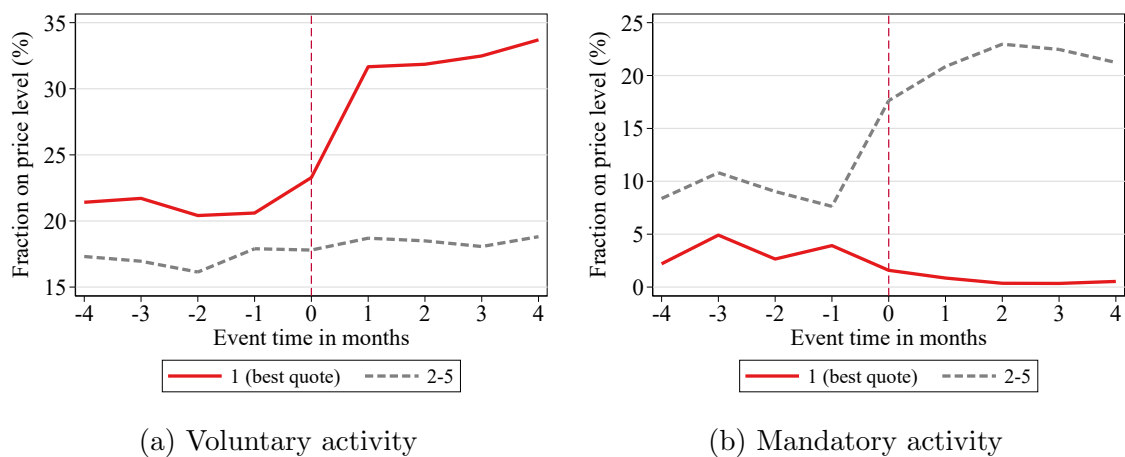 Fraction on price level (%)
35
30
25
20
15
-4 -3 -2 -1 0 1 2 3 4
Event time in months
1 (best quote) 2-5
(a) Voluntary activity
Fraction on price level (%)
25
20
15
10
5
0
-4 -3 -2 -1 0 1 2 3 4
Event time in months
1 (best quote) 2-5
(b) Mandatory activity